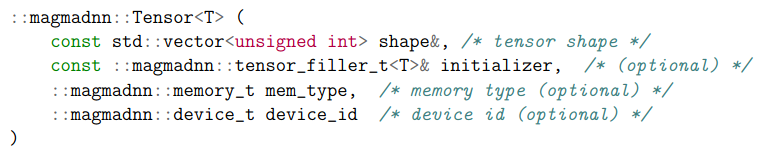 ::magmadnn::Tensor<T> (
    const std::vector<unsigned int> shape&, /* tensor shape */
    const ::magmadnn::tensor_filler_t<T>& initializer,  /* (optional) */
    ::magmadnn::memory_t mem_type,  /* memory type (optional) */
    ::magmadnn::device_t device_id  /* device id (optional) */
)